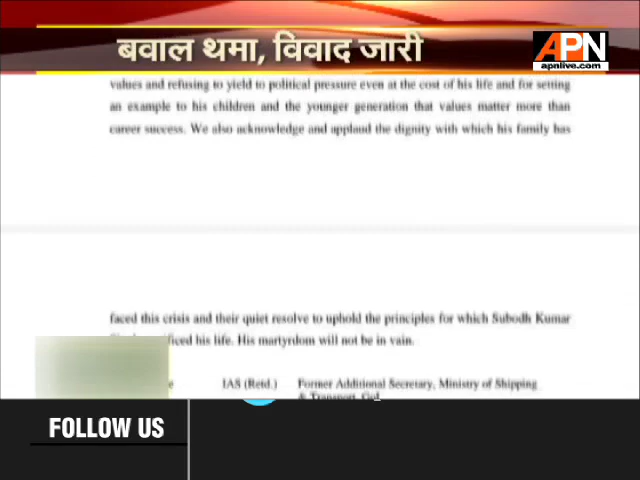 बवाल थमा, विवाद जारी
APN
apnlive.com
values and refusing to yield to political pressure even at the cost of his life and for setting
an example to his children and the younger generation that values matter more than
career success. We also acknowledge and applaud the dignity with which his family has
faced this crisis and their quiet resolve to uphold the principles for which Subodh Kumar
his life. His martyrdom will not be in vain.
IAS (Retd.) Former Additional Secretary, Ministry of Shipping
& Transport, GoI
FOLLOW US